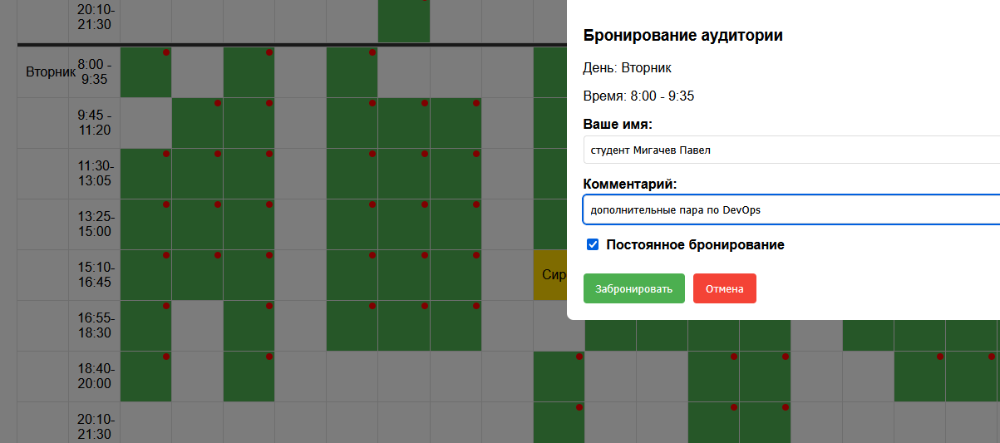 20:10-
21:30
Вторник
8:00 -
9:35
9:45 -
11:20
11:30-
13:05
13:25-
15:00
15:10-
16:45
Сир
16:55-
18:30
18:40-
20:00
20:10-
21:30
Бронирование аудитории
День: Вторник
Время: 8:00 - 9:35
Ваше имя:
студент Мигачев Павел
Комментарий:
дополнительные пара по DevOps
Постоянное бронирование
Забронировать
Отмена